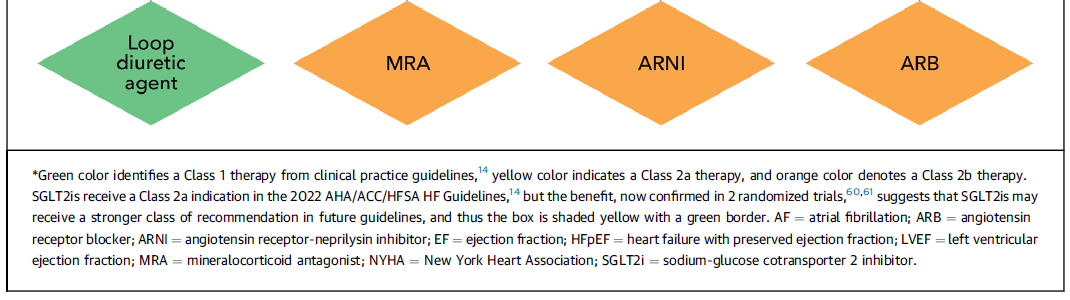 Loop
diuretic
agent
MRA
ARNI
ARB
*Green color identifies a Class 1 therapy from clinical practice guidelines,14 yellow color indicates a Class 2a therapy, and orange color denotes a Class 2b therapy.
SGLT2is receive a Class 2a indication in the 2022 AHA/ACC/HFSA HF Guidelines,14 but the benefit, now confirmed in 2 randomized trials,60,61 suggests that SGLT2is may
receive a stronger class of recommendation in future guidelines, and thus the box is shaded yellow with a green border. AF = atrial fibrillation; ARB = angiotensin
receptor blocker; ARNI = angiotensin receptor-neprilysin inhibitor; EF = ejection fraction; HFpEF = heart failure with preserved ejection fraction; LVEF = left ventricular
ejection fraction; MRA = mineralocorticoid antagonist; NYHA = New York Heart Association; SGLT2i = sodium-glucose cotransporter 2 inhibitor.